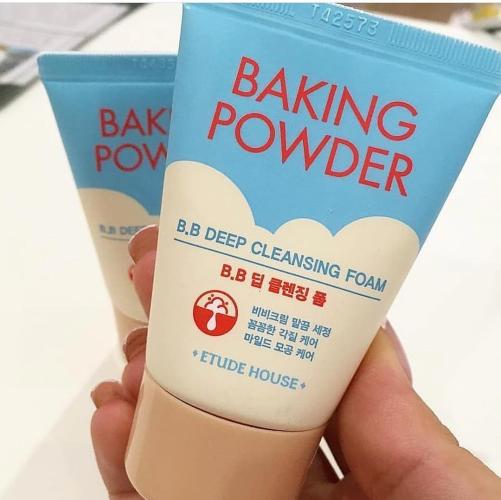 T42573
BAKING
POWDER
B.B DEEP CLEANSING FOAM
B.B 딥 클렌징 폼
비비크림 말끔 세정
꼼꼼한 각질 케어
마일드 모공 케어
ETUDE HOUSE
BAK
POW
B.B DEEP